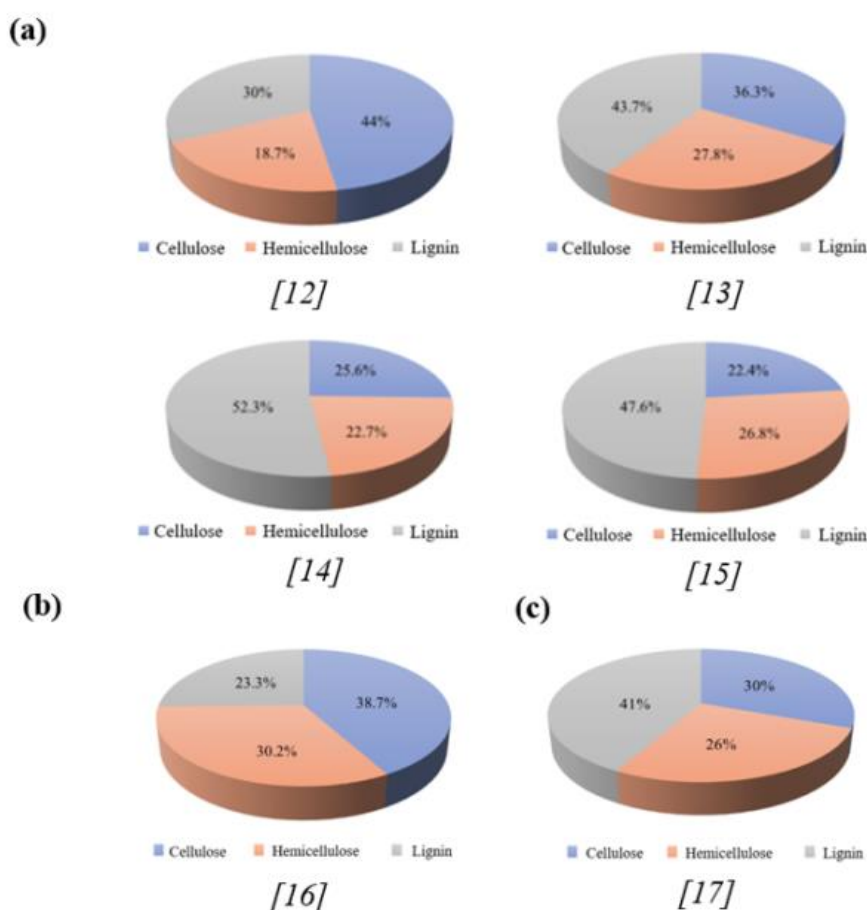 (a)
30%
44%
18.7%
Cellulose Hemicellulose Lignin
[12]
36.3%
43.7%
27.8%
Cellulose Hemicellulose Lignin
[13]
25.6%
52.3%
22.7%
Cellulose Hemicellulose Lignin
[14]
22.4%
47.6%
26.8%
Cellulose Hemicellulose Lignin
[15]
(b)
23.3%
38.7%
30.2%
Cellulose Hemicellulose Lignin
[16]
(c)
30%
41%
26%
Cellulose Hemicellulose Lignin
[17]